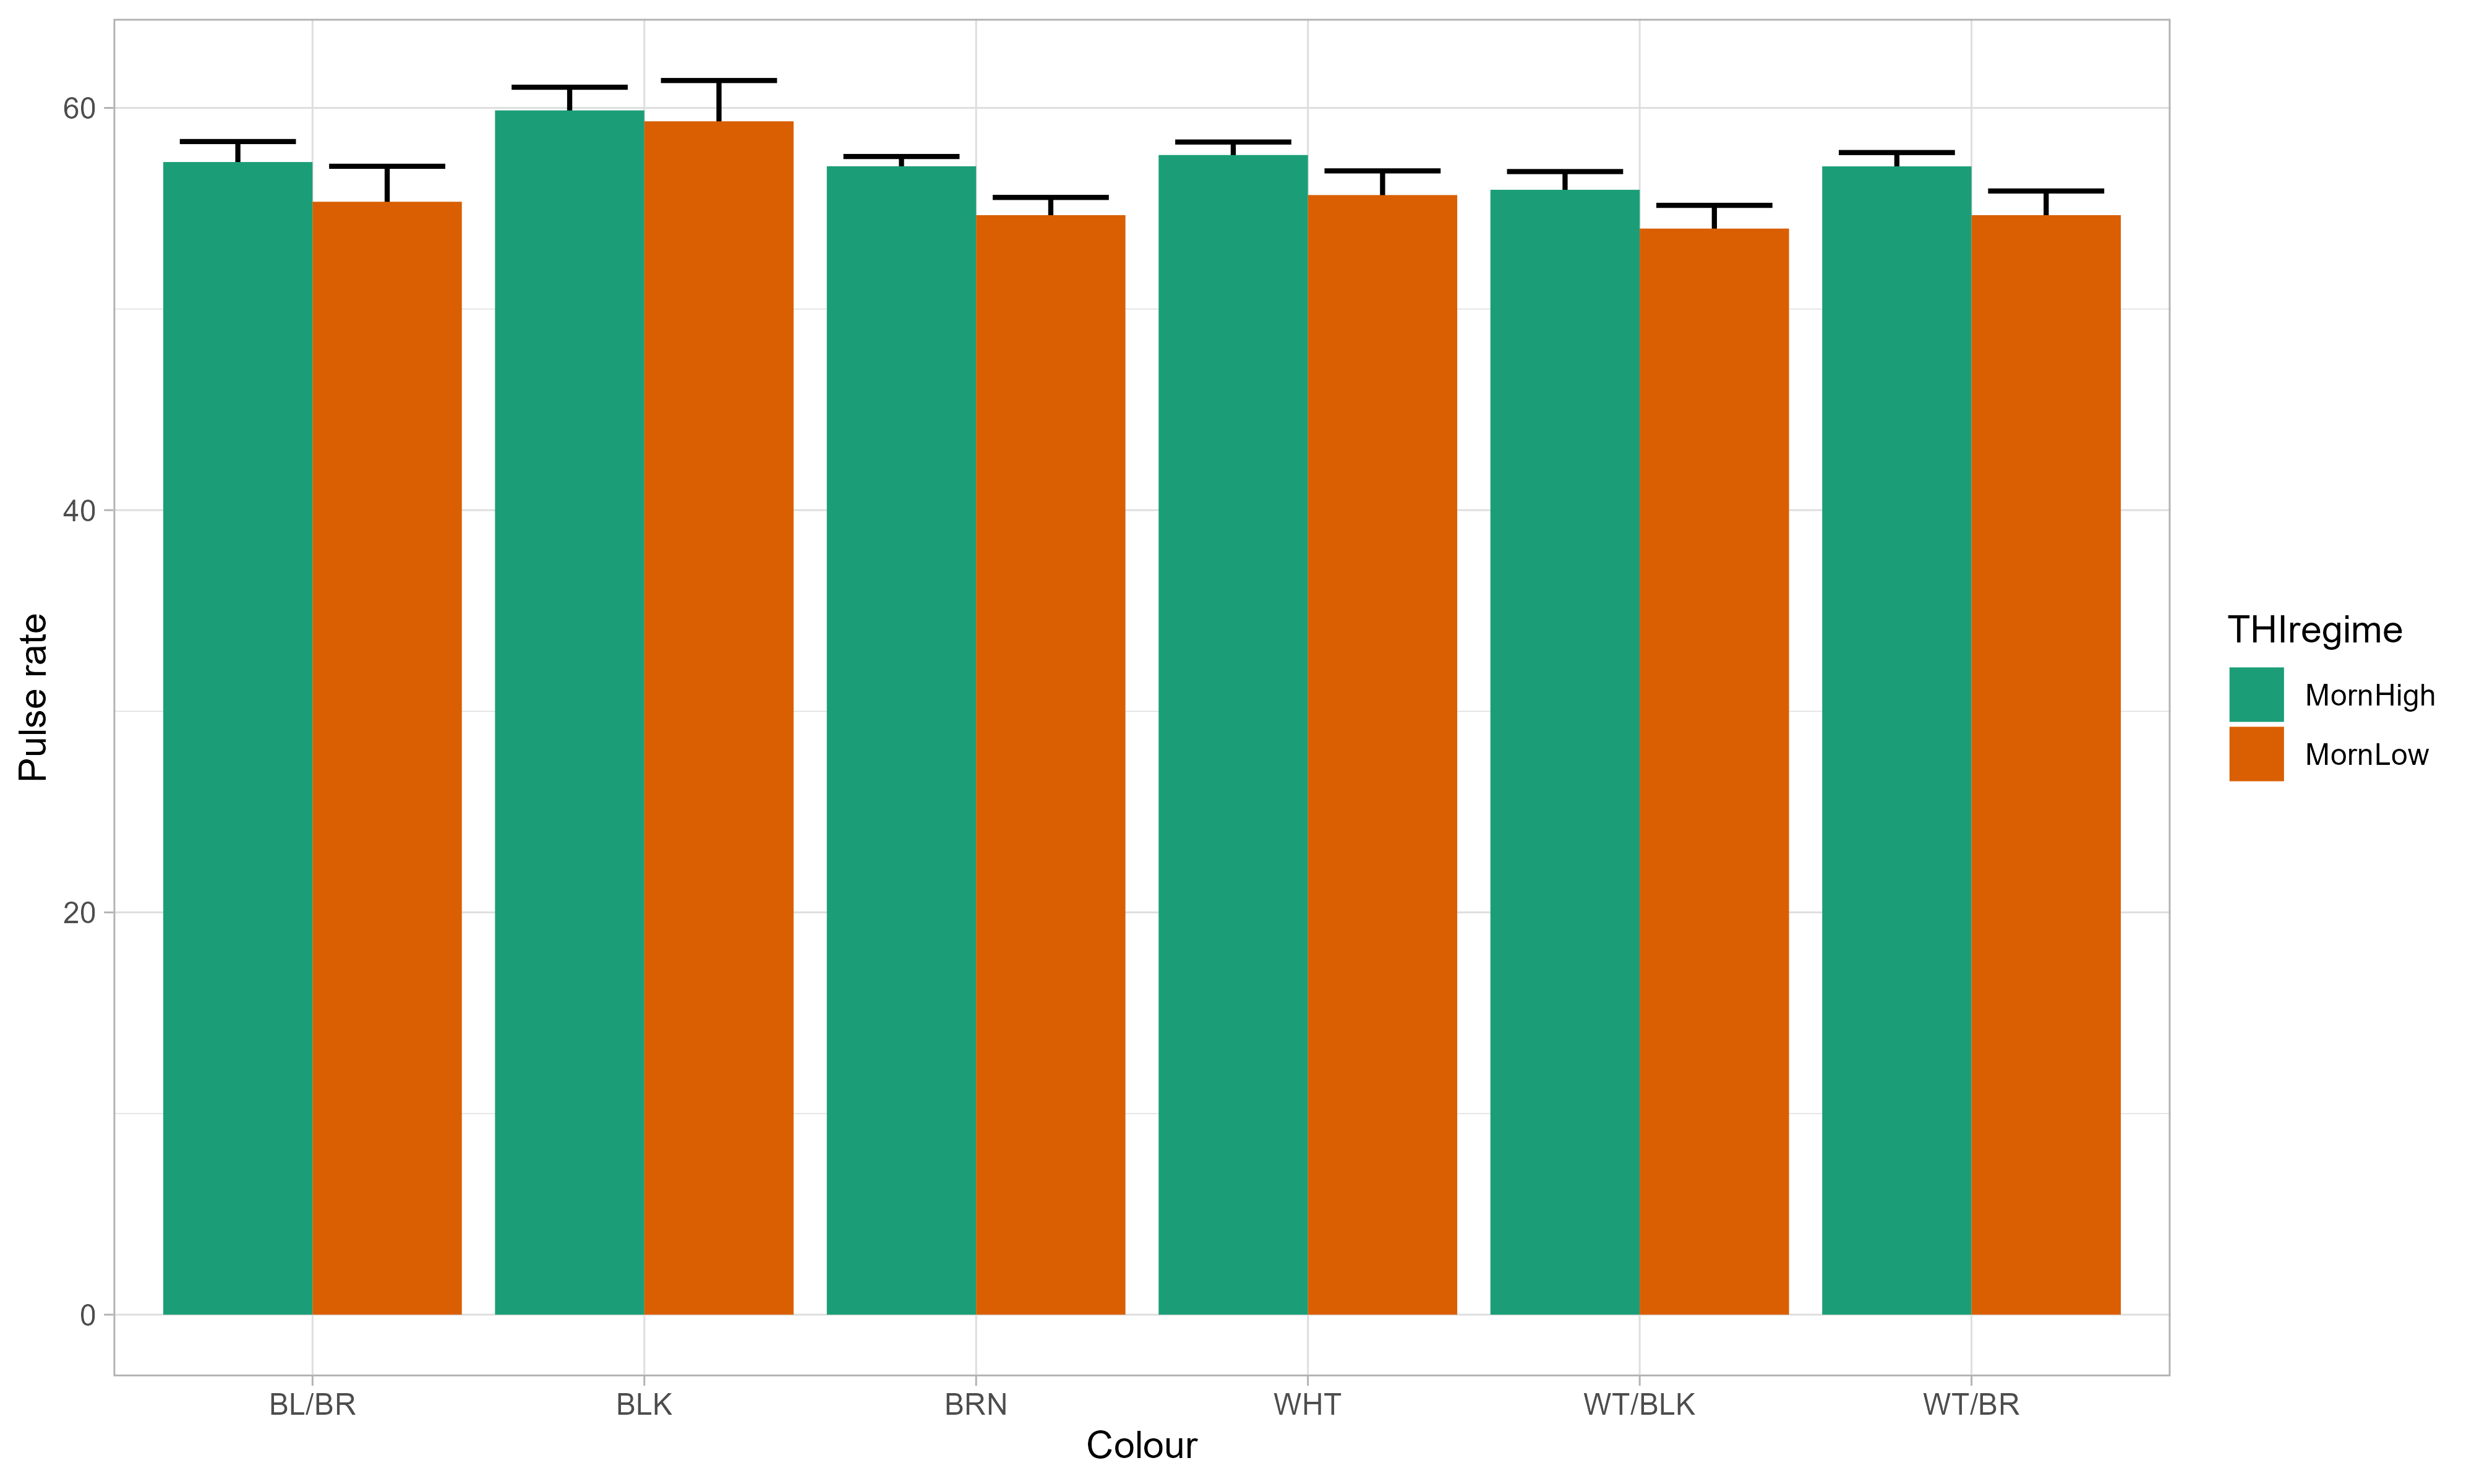 60
40
20
0
Pulse rate
BL/BR BLK BRN WHT WT/BLK WT/BR
Colour
THIregime
MornHigh
MornLow